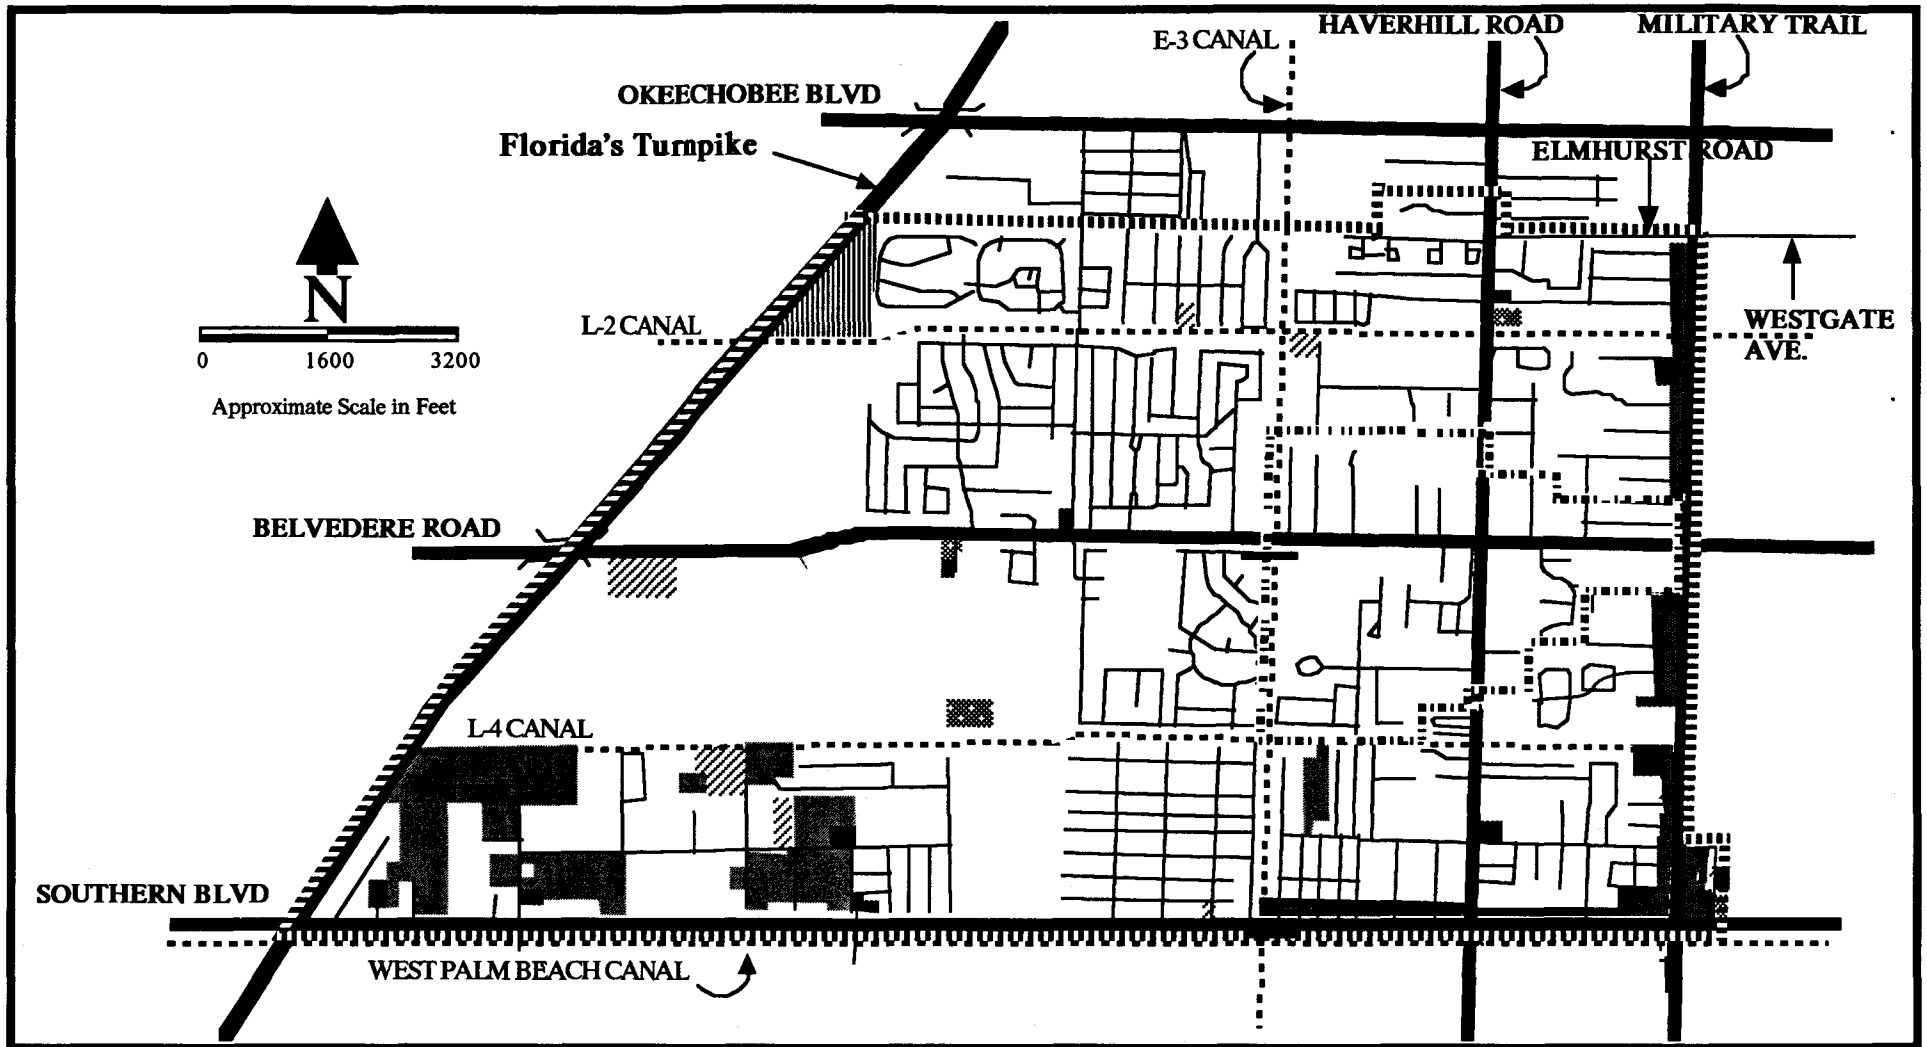 HAVERHILL ROAD
MILITARY TRAIL
E-3 CANAL
OKEECHOBEE BLVD
Florida's Turnpike
ELMHURST ROAD
N
L-2 CANAL
WESTGATE
AVE.
0 1600 3200
Approximate Scale in Feet
BELVEDERE ROAD
L-4 CANAL
SOUTHERN BLVD
WEST PALM BEACH CANAL